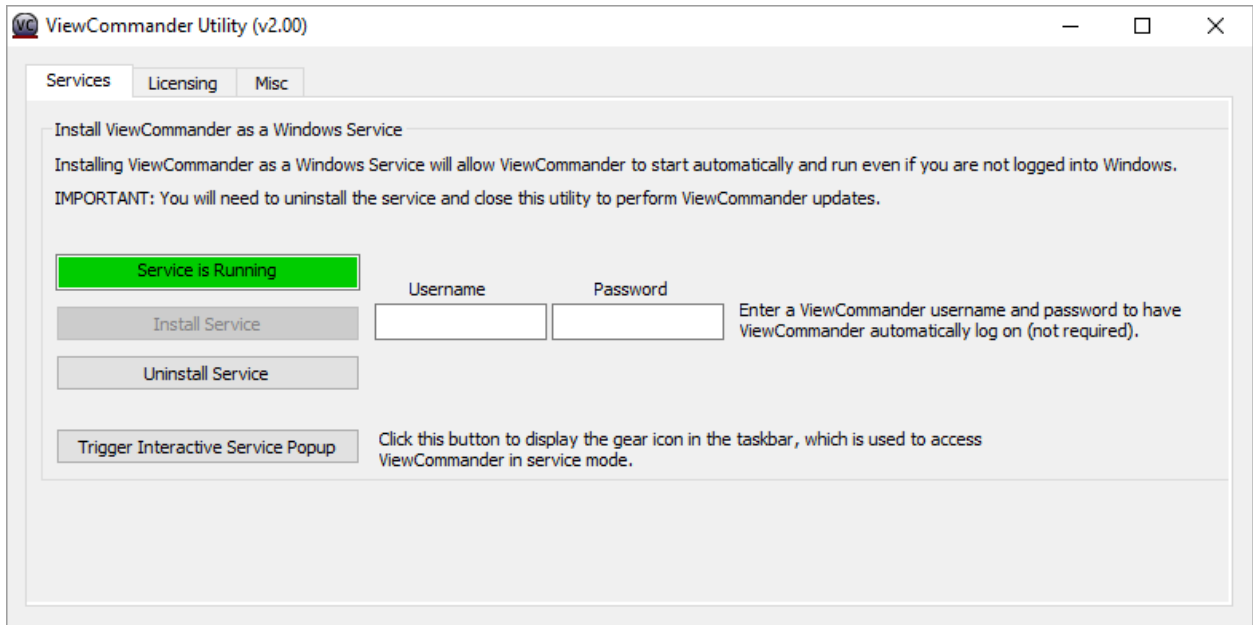 VC ViewCommander Utility (v2.00)
Services Licensing Misc
Install ViewCommander as a Windows Service
Installing ViewCommander as a Windows Service will allow ViewCommander to start automatically and run even if you are not logged into Windows.
IMPORTANT: You will need to uninstall the service and close this utility to perform ViewCommander updates.
Service is Running
Username Password
Install Service
Enter a ViewCommander username and password to have
ViewCommander automatically log on (not required).
Uninstall Service
Trigger Interactive Service Popup
Click this button to display the gear icon in the taskbar, which is used to access
ViewCommander in service mode.